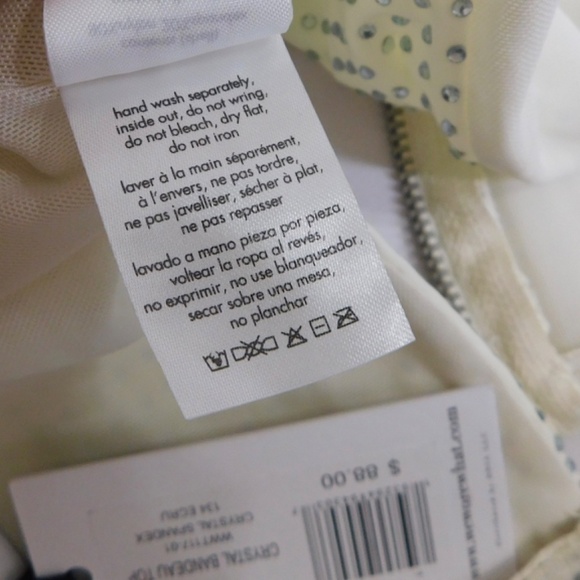 hand wash separately,
inside out, do not wring,
do not bleach, dry flat,
do not iron
laver à la main séparément,
à l'envers, ne pas tordre,
ne pas javelliser, sécher à plat,
ne pas repasser
lavado a mano pieza por pieza,
voltear la ropa al revés,
no exprimir, no use blanqueador,
secar sobre una mesa,
no planchar
CRYSTAL BANDEAU TOP
WWT117-01
CRYSTAL SPANDEX
134 ECRU
$ 88.00